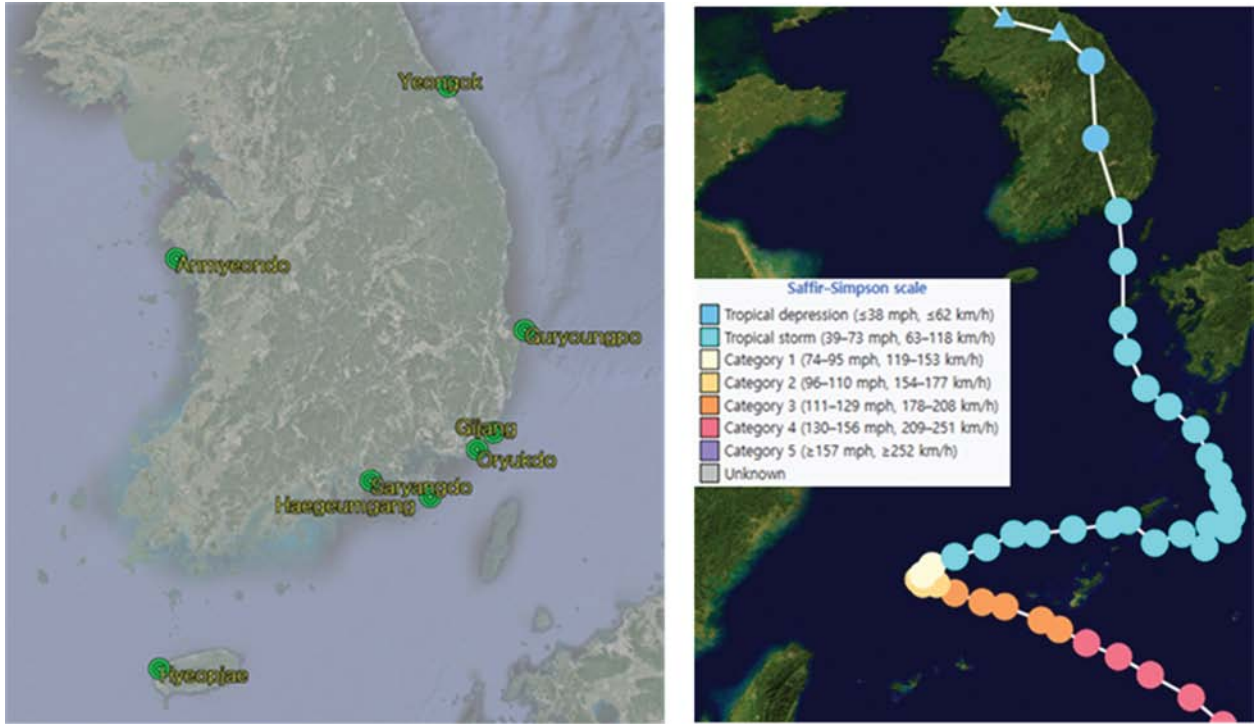 Yeongok
Anmyeondo
Guryoungpo
Gijang
Oryukdo
Saryangdo
Haegeumgang
Hyeopjae
Saffir-Simpson scale
Tropical depression (≤38 mph, ≤62 km/h)
Tropical storm (39–73 mph, 63–118 km/h)
Category 1 (74–95 mph, 119–153 km/h)
Category 2 (96–110 mph, 154–177 km/h)
Category 3 (111–129 mph, 178–208 km/h)
Category 4 (130–156 mph, 209–251 km/h)
Category 5 (≥157 mph, ≥252 km/h)
Unknown